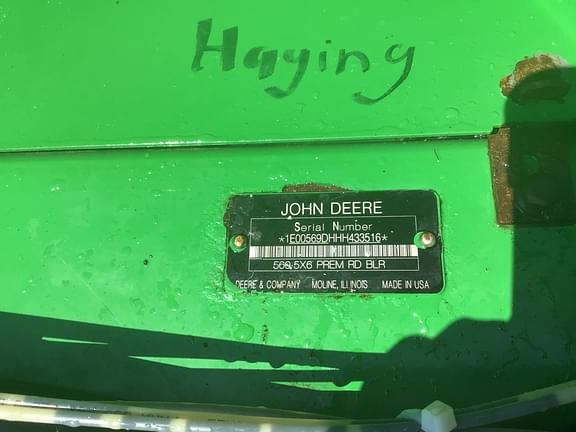 Haying
JOHN DEERE
Serial Number
*1E00569DHHH433516*
569,5X6 PREM RD BLR
DEERE & COMPANY MOLINE, ILLINOIS MADE IN USA